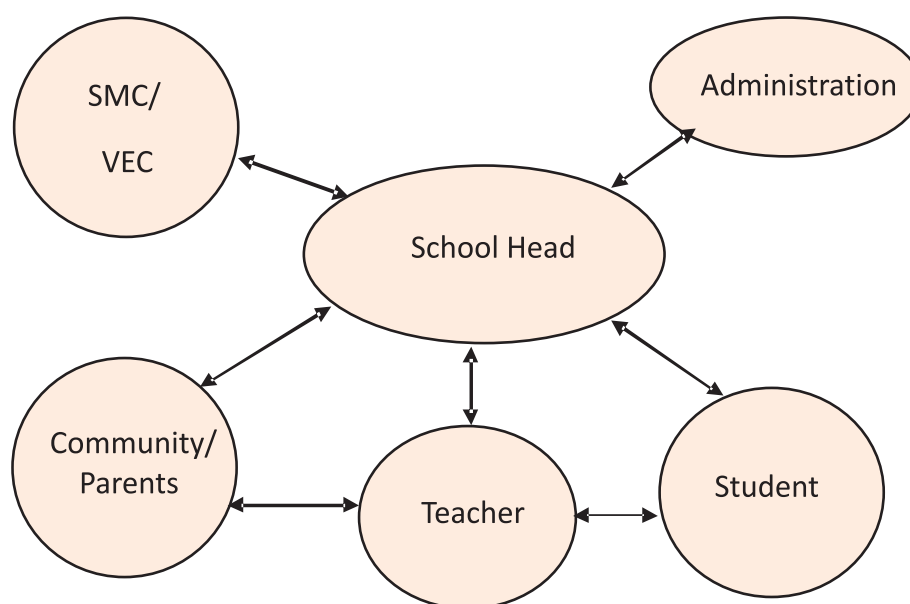 SMC/
VEC
Administration
School Head
Community/
Parents
Teacher
Student